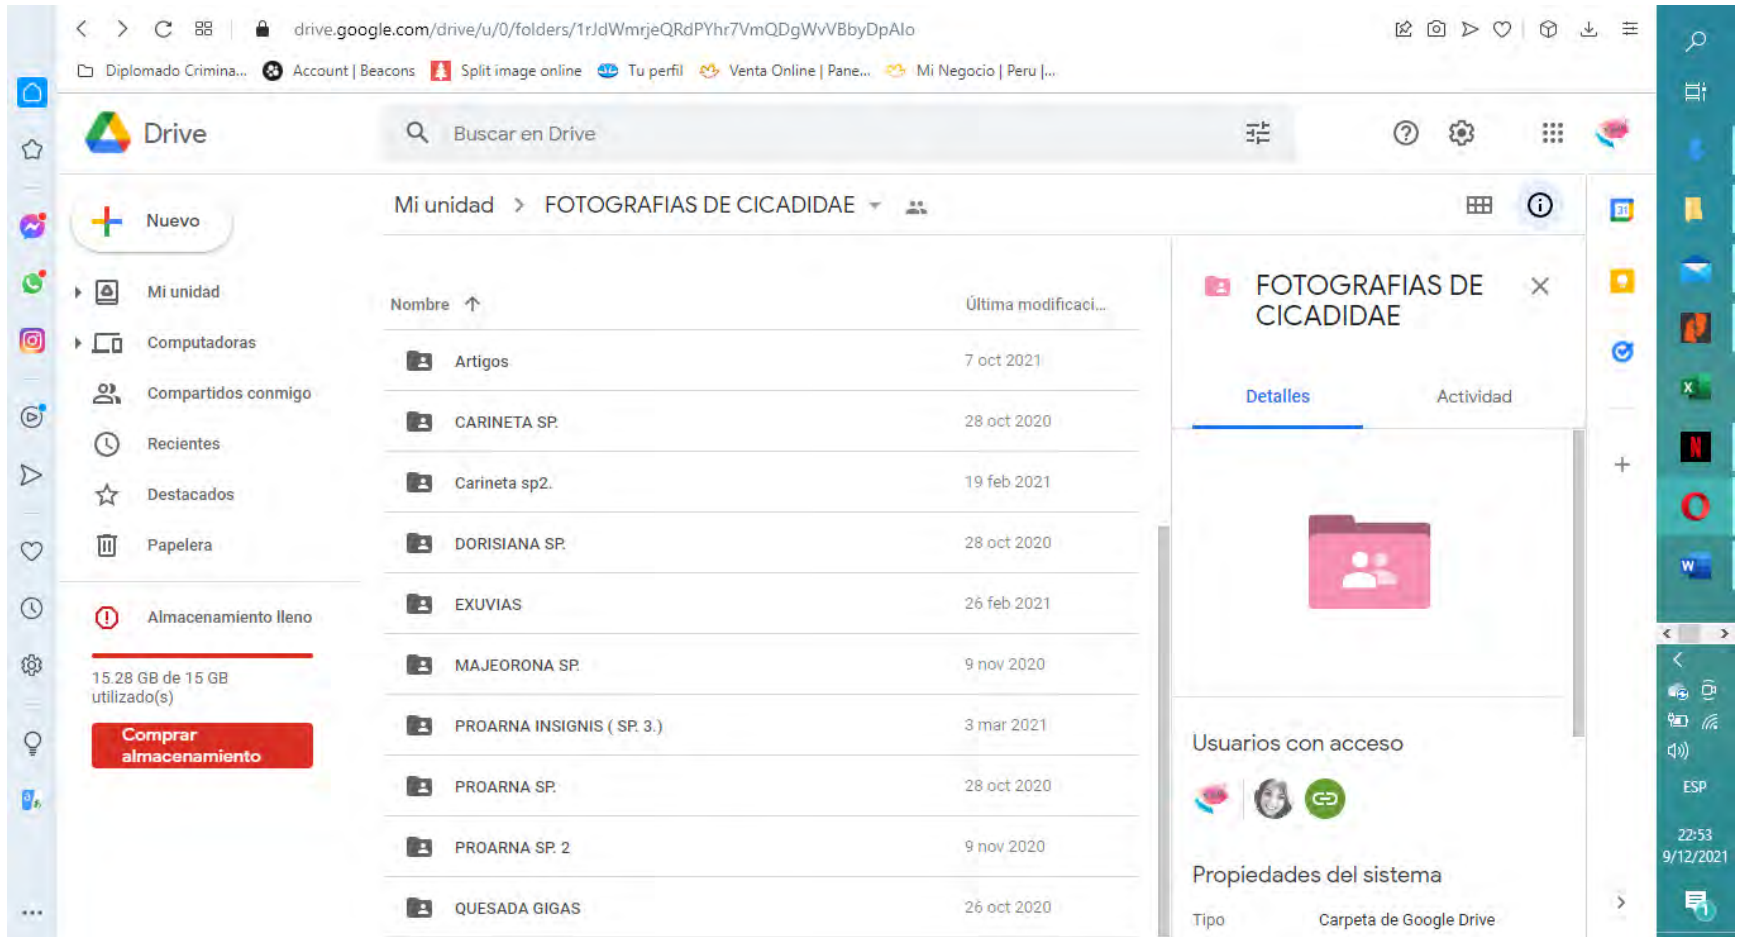 drive.google.com/drive/u/0/folders/1rJdWmrjeQRdPYhr7VmQDgWvVBbyDpAIo
Diplomado Crimina... Account | Beacons Split image online Tu perfil Venta Online | Pane... Mi Negocio | Peru |...
Drive
Buscar en Drive
Nuevo
Mi unidad
Computadoras
Compartidos conmigo
Recientes
Destacados
Papelera
Almacenamiento lleno
15.28 GB de 15 GB
utilizado(s)
Comprar
almacenamiento
Mi unidad > FOTOGRAFIAS DE CICADIDAE
Nombre Última modificaci...
Artigos 7 oct 2021
CARINETA SP. 28 oct 2020
Carineta sp2. 19 feb 2021
DORISIANA SP. 28 oct 2020
EXUVIAS 26 feb 2021
MAJEORONA SP. 9 nov 2020
PROARNA INSIGNIS ( SP. 3.) 3 mar 2021
PROARNA SP. 28 oct 2020
PROARNA SP. 2 9 nov 2020
QUESADA GIGAS 26 oct 2020
FOTOGRAFIAS DE
CICADIDAE
Detalles Actividad
Usuarios con acceso
Propiedades del sistema
Tipo Carpeta de Google Drive
31
X
N
W
ESP
22:53
9/12/2021
1